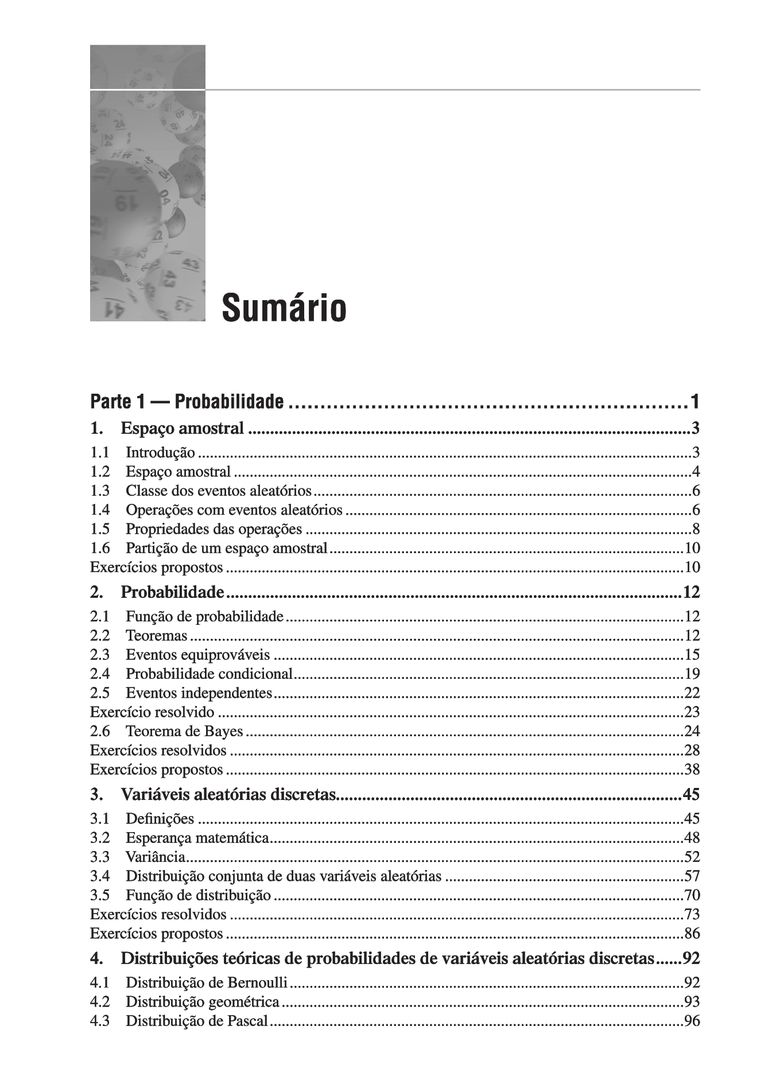 Sumário
Parte 1 — Probabilidade ............................................................... 1
1. Espaço amostral .................................................................................................... 3
1.1 Introdução ........................................................................................................................... 3
1.2 Espaço amostral .................................................................................................................. 4
1.3 Classe dos eventos aleatórios .............................................................................................. 6
1.4 Operações com eventos aleatórios ...................................................................................... 6
1.5 Propriedades das operações ................................................................................................ 8
1.6 Partição de um espaço amostral ........................................................................................ 10
Exercícios propostos ................................................................................................................. 10
2. Probabilidade ....................................................................................................... 12
2.1 Função de probabilidade ................................................................................................... 12
2.2 Teoremas ........................................................................................................................... 12
2.3 Eventos equiprováveis ...................................................................................................... 15
2.4 Probabilidade condicional ................................................................................................. 19
2.5 Eventos independentes ...................................................................................................... 22
Exercício resolvido ................................................................................................................... 23
2.6 Teorema de Bayes ............................................................................................................. 24
Exercícios resolvidos ................................................................................................................ 28
Exercícios propostos ................................................................................................................. 38
3. Variáveis aleatórias discretas .............................................................................. 45
3.1 Definições ......................................................................................................................... 45
3.2 Esperança matemática ....................................................................................................... 48
3.3 Variância ........................................................................................................................... 52
3.4 Distribuição conjunta de duas variáveis aleatórias ........................................................... 57
3.5 Função de distribuição ...................................................................................................... 70
Exercícios resolvidos ................................................................................................................ 73
Exercícios propostos ................................................................................................................. 86
4. Distribuições teóricas de probabilidades de variáveis aleatórias discretas ...... 92
4.1 Distribuição de Bernoulli .................................................................................................. 92
4.2 Distribuição geométrica .................................................................................................... 93
4.3 Distribuição de Pascal ....................................................................................................... 96